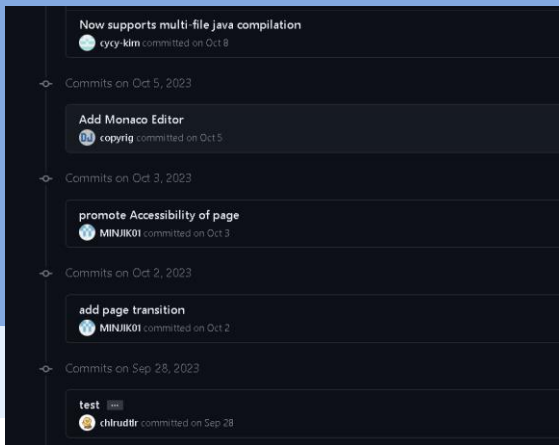 Now supports multi-file java compilation
cycy-kim committed on Oct 8
Commits on Oct 5, 2023
Add Monaco Editor
copyrig committed on Oct 5
Commits on Oct 3, 2023
promote Accessibility of page
MINJIK01 committed on Oct 3
Commits on Oct 2, 2023
add page transition
MINJIK01 committed on Oct 2
Commits on Sep 28, 2023
test ...
chlrudtlr committed on Sep 28